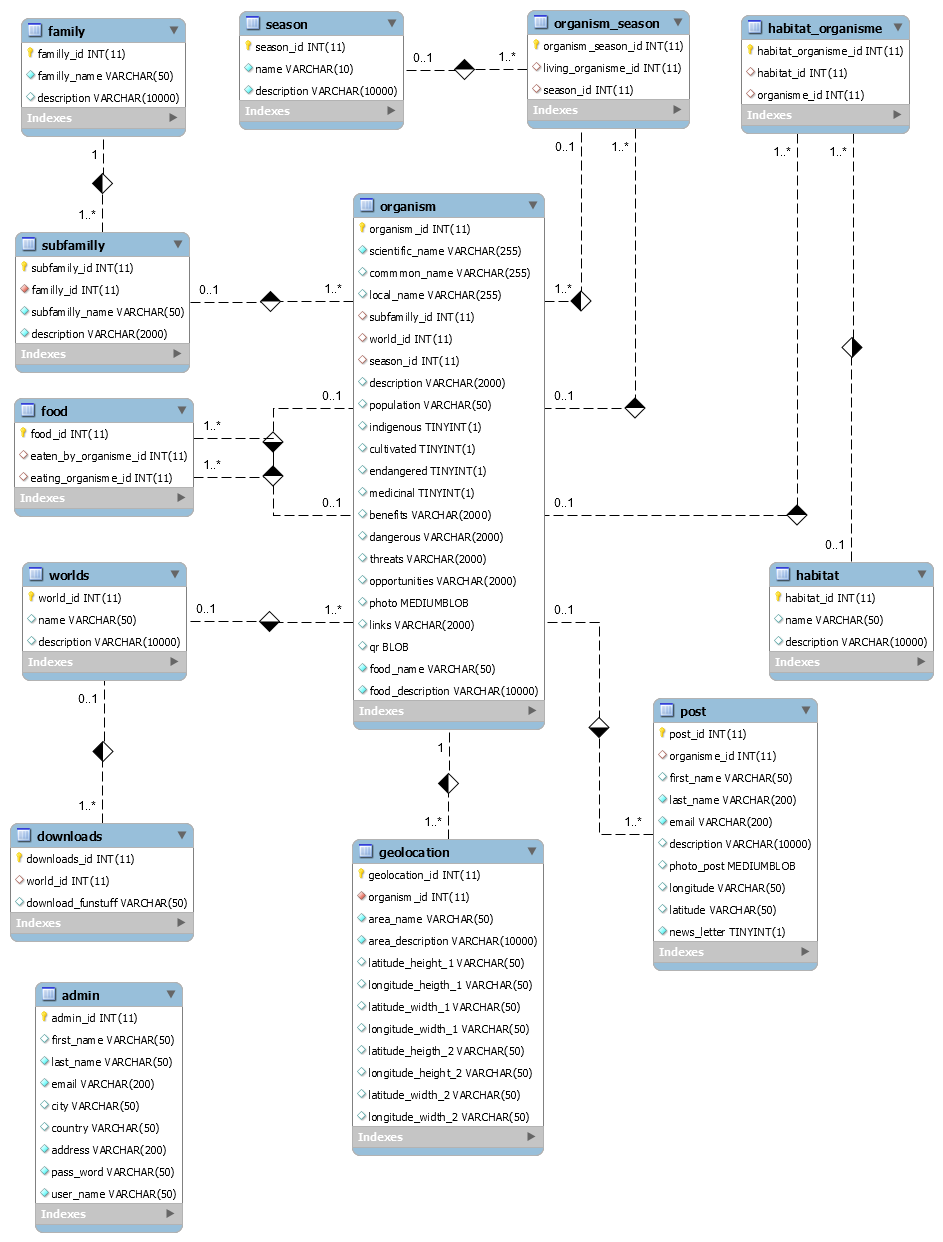 family
familly_id INT(11)
familly_name VARCHAR(50)
description VARCHAR(10000)
Indexes
season
season_id INT(11)
name VARCHAR(10)
description VARCHAR(10000)
Indexes
0..1
1..*
organism_season
organism_season_id INT(11)
living_organisme_id INT(11)
season_id INT(11)
Indexes
habitat_organisme
habitat_organisme_id INT(11)
habitat_id INT(11)
organisme_id INT(11)
Indexes
1
1..*
0..1
1..*
1..*
1..*
subfamilly
subfamily_id INT(11)
familly_id INT(11)
subfamilly_name VARCHAR(50)
description VARCHAR(2000)
Indexes
0..1
1..*
organism
organism_id INT(11)
scientific_name VARCHAR(255)
commmon_name VARCHAR(255)
local_name VARCHAR(255)
subfamilly_id INT(11)
world_id INT(11)
season_id INT(11)
description VARCHAR(2000)
population VARCHAR(50)
indigenous TINYINT(1)
cultivated TINYINT(1)
endangered TINYINT(1)
medicinal TINYINT(1)
benefits VARCHAR(2000)
dangerous VARCHAR(2000)
threats VARCHAR(2000)
opportunities VARCHAR(2000)
photo MEDIUMBLOB
links VARCHAR(2000)
qr BLOB
food_name VARCHAR(50)
food_description VARCHAR(10000)
Indexes
1..*
0..1
0..1
0..1
food
food_id INT(11)
eaten_by_organisme_id INT(11)
eating_organisme_id INT(11)
Indexes
1..*
1..*
0..1
0..1
worlds
world_id INT(11)
name VARCHAR(50)
description VARCHAR(10000)
Indexes
0..1
1..*
0..1
habitat
habitat_id INT(11)
name VARCHAR(50)
description VARCHAR(10000)
Indexes
0..1
1..*
downloads
downloads_id INT(11)
world_id INT(11)
download_funstuff VARCHAR(50)
Indexes
1
1..*
geolocation
geolocation_id INT(11)
organism_id INT(11)
area_name VARCHAR(50)
area_description VARCHAR(10000)
latitude_height_1 VARCHAR(50)
longitude_heigth_1 VARCHAR(50)
latitude_width_1 VARCHAR(50)
longitude_width_1 VARCHAR(50)
latitude_heigth_2 VARCHAR(50)
longitude_height_2 VARCHAR(50)
latitude_width_2 VARCHAR(50)
longitude_width_2 VARCHAR(50)
Indexes
1..*
post
post_id INT(11)
organisme_id INT(11)
first_name VARCHAR(50)
last_name VARCHAR(200)
email VARCHAR(200)
description VARCHAR(10000)
photo_post MEDIUMBLOB
longitude VARCHAR(50)
latitude VARCHAR(50)
news_letter TINYINT(1)
Indexes
admin
admin_id INT(11)
first_name VARCHAR(50)
last_name VARCHAR(50)
email VARCHAR(200)
city VARCHAR(50)
country VARCHAR(50)
address VARCHAR(200)
pass_word VARCHAR(50)
user_name VARCHAR(50)
Indexes